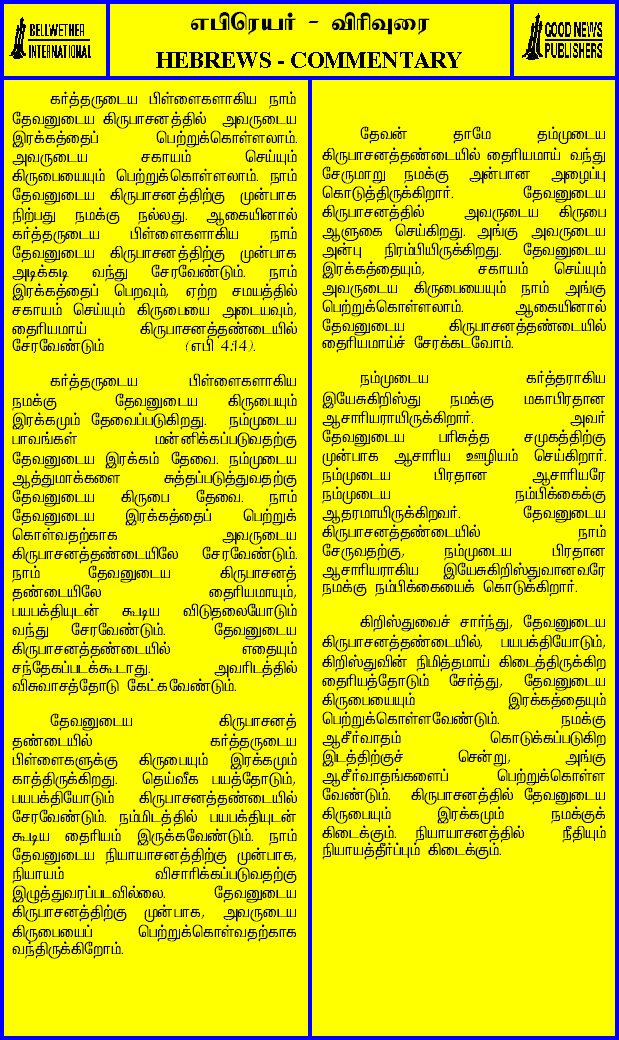 BELLWETHER
INTERNATIONAL
எபிரெயர் - விரிவுரை
HEBREWS - COMMENTARY
GOOD NEWS
PUBLISHERS
கர்த்தருடைய பிள்ளைகளாகிய நாம்
தேவனுடைய கிருபாசனத்தில் அவருடைய
இரக்கத்தைப் பெற்றுக்கொள்ளலாம்.
அவருடைய சகாயம் செய்யும்
கிருபையையும் பெற்றுக்கொள்ளலாம். நாம்
தேவனுடைய கிருபாசனத்திற்கு முன்பாக
நிற்பது நமக்கு நல்லது. ஆகையினால்
கர்த்தருடைய பிள்ளைகளாகிய நாம்
தேவனுடைய கிருபாசனத்திற்கு முன்பாக
அடிக்கடி வந்து சேரவேண்டும். நாம்
இரக்கத்தைப் பெறவும், ஏற்ற சமயத்தில்
சகாயம் செய்யும் கிருபையை அடையவும்,
தைரியமாய் கிருபாசனத்தண்டையில்
சேரவேண்டும் (எபி 4:14).
கர்த்தருடைய பிள்ளைகளாகிய
நமக்கு தேவனுடைய கிருபையும்
இரக்கமும் தேவைப்படுகிறது. நம்முடைய
பாவங்கள் மன்னிக்கப்படுவதற்கு
தேவனுடைய இரக்கம் தேவை. நம்முடைய
ஆத்துமாக்களை சுத்தப்படுத்துவதற்கு
தேவனுடைய கிருபை தேவை. நாம்
தேவனுடைய இரக்கத்தைப் பெற்றுக்
கொள்வதற்காக அவருடைய
கிருபாசனத்தண்டையிலே சேரவேண்டும்.
நாம் தேவனுடைய கிருபாசனத்
தண்டையிலே தைரியமாயும்,
பயபக்தியுடன் கூடிய விடுதலையோடும்
வந்து சேரவேண்டும். தேவனுடைய
கிருபாசனத்தண்டையில் எதையும்
சந்தேகப்படக்கூடாது. அவரிடத்தில்
விசுவாசத்தோடு கேட்கவேண்டும்.
தேவனுடைய கிருபாசனத்
தண்டையில் கர்த்தருடைய
பிள்ளைகளுக்கு கிருபையும் இரக்கமும்
காத்திருக்கிறது. தெய்வீக பயத்தோடும்,
பயபக்தியோடும் கிருபாசனத்தண்டையில்
சேரவேண்டும். நம்மிடத்தில் பயபக்தியுடன்
கூடிய தைரியம் இருக்கவேண்டும். நாம்
தேவனுடைய நியாயாசனத்திற்கு முன்பாக,
நியாயம் விசாரிக்கப்படுவதற்கு
இழுத்துவரப்படவில்லை. தேவனுடைய
கிருபாசனத்திற்கு முன்பாக, அவருடைய
கிருபையைப் பெற்றுக்கொள்வதற்காக
வந்திருக்கிறோம்.
தேவன் தாமே தம்முடைய
கிருபாசனத்தண்டையில் தைரியமாய் வந்து
சேருமாறு நமக்கு அன்பான அழைப்பு
கொடுத்திருக்கிறார். தேவனுடைய
கிருபாசனத்தில் அவருடைய கிருபை
ஆளுகை செய்கிறது. அங்கு அவருடைய
அன்பு நிரம்பியிருக்கிறது. தேவனுடைய
இரக்கத்தையும், சகாயம் செய்யும்
அவருடைய கிருபையையும் நாம் அங்கு
பெற்றுக்கொள்ளலாம். ஆகையினால்
தேவனுடைய கிருபாசனத்தண்டையில்
தைரியமாய்ச் சேரக்கடவோம்.
நம்முடைய கர்த்தராகிய
இயேசுகிறிஸ்து நமக்கு மகாபிரதான
ஆசாரியராயிருக்கிறார். அவர்
தேவனுடைய பரிசுத்த சமுகத்திற்கு
முன்பாக ஆசாரிய ஊழியம் செய்கிறார்.
நம்முடைய பிரதான ஆசாரியரே
நம்முடைய நம்பிக்கைக்கு
ஆதரமாயிருக்கிறவர். தேவனுடைய
கிருபாசனத்தண்டையில் நாம்
சேருவதற்கு, நம்முடைய பிரதான
ஆசாரியராகிய இயேசுகிறிஸ்துவானவரே
நமக்கு நம்பிக்கையைக் கொடுக்கிறார்.
கிறிஸ்துவைச் சார்ந்து, தேவனுடைய
கிருபாசனத்தண்டையில், பயபக்தியோடும்,
கிறிஸ்துவின் நிமித்தமாய் கிடைத்திருக்கிற
தைரியத்தோடும் சேர்த்து, தேவனுடைய
கிருபையையும் இரக்கத்தையும்
பெற்றுக்கொள்ளவேண்டும். நமக்கு
ஆசீர்வாதம் கொடுக்கப்படுகிற
இடத்திற்குச் சென்று, அங்கு
ஆசீர்வாதங்களைப் பெற்றுக்கொள்ள
வேண்டும். கிருபாசனத்தில் தேவனுடைய
கிருபையும் இரக்கமும் நமக்குக்
கிடைக்கும். நியாயாசனத்தில் நீதியும்
நியாயத்தீர்ப்பும் கிடைக்கும்.